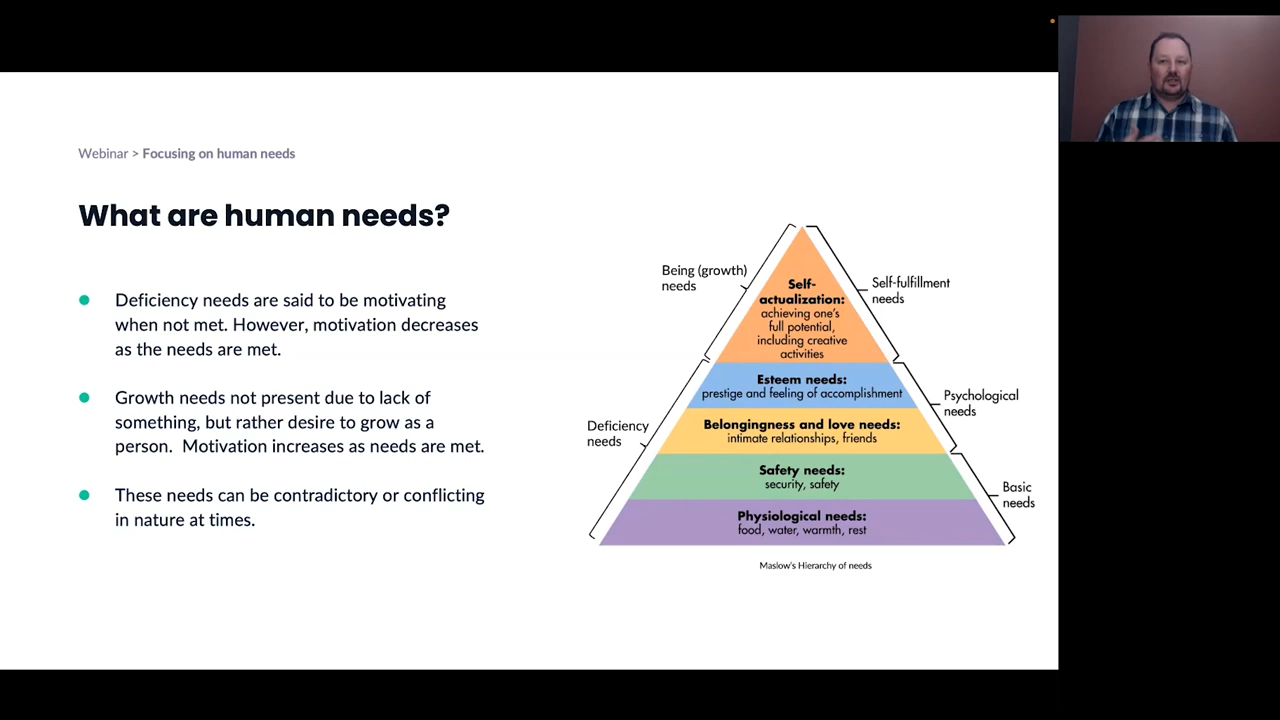 Webinar > Focusing on human needs
What are human needs?
Deficiency needs are said to be motivating
when not met. However, motivation decreases
as the needs are met.
Growth needs not present due to lack of
something, but rather desire to grow as a
person.  Motivation increases as needs are met.
These needs can be contradictory or conflicting
in nature at times.
Being (growth)
needs
Self-fulfillment
needs
Self-
actualization:
achieving one's
full potential,
including creative
activities
Esteem needs:
prestige and feeling of accomplishment
Psychological
needs
Deficiency
needs
Belongingness and love needs:
intimate relationships, friends
Safety needs:
security, safety
Basic
needs
Physiological needs:
food, water, warmth, rest
Maslow's Hierarchy of needs